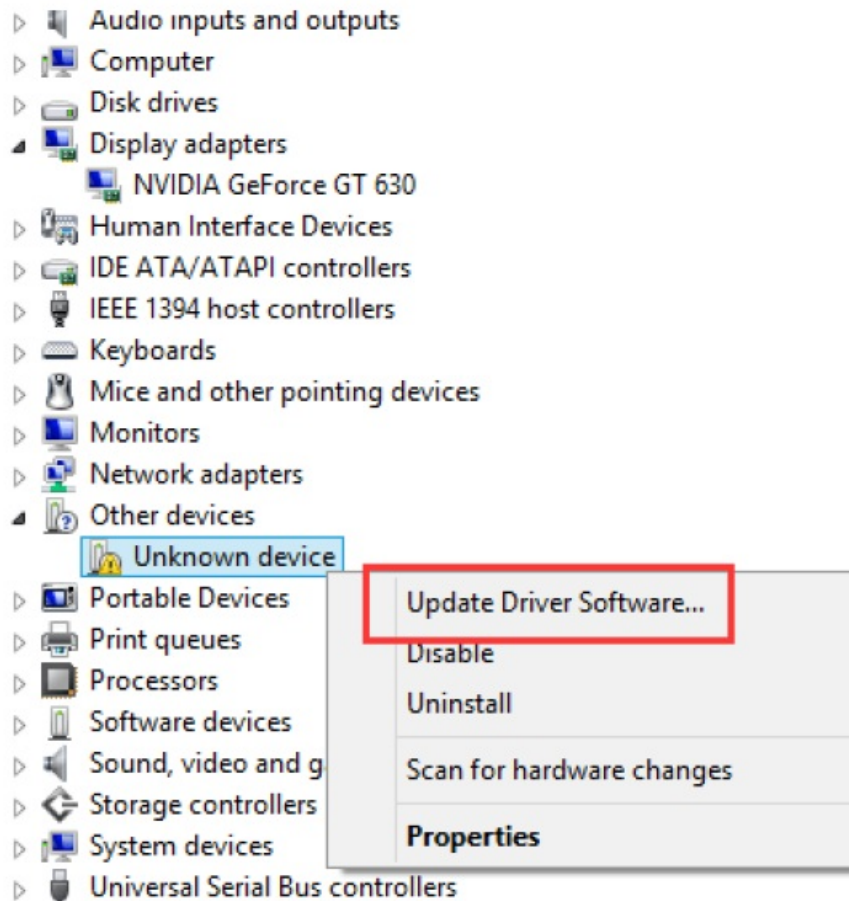 Audio inputs and outputs
Computer
Disk drives
Display adapters
NVIDIA GeForce GT 630
Human Interface Devices
IDE ATA/ATAPI controllers
IEEE 1394 host controllers
Keyboards
Mice and other pointing devices
Monitors
Network adapters
Other devices
Unknown device
Portable Devices
Print queues
Processors
Software devices
Sound, video and g
Storage controllers
System devices
Universal Serial Bus controllers
Update Driver Software...
Disable
Uninstall
Scan for hardware changes
Properties